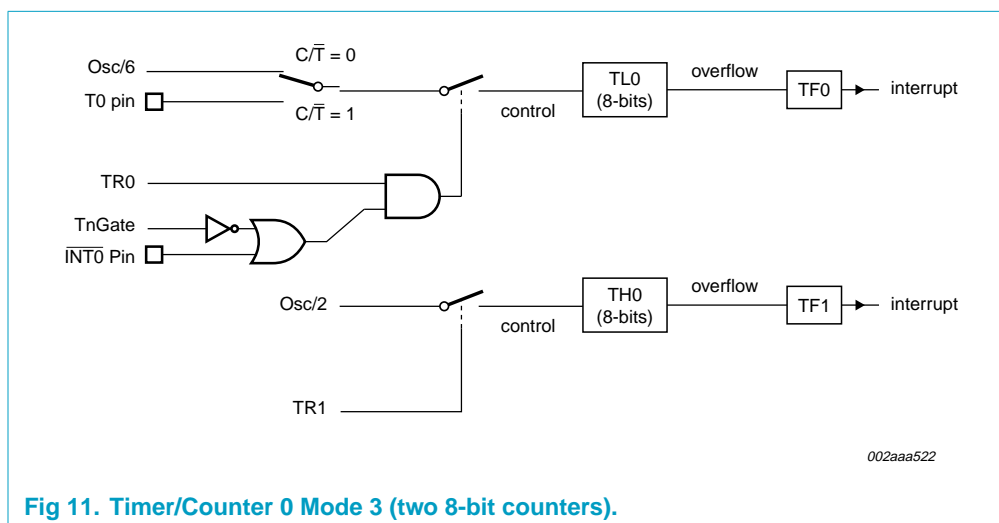 C/T̅ = 0
Osc/6
T0 pin
C/T̅ = 1
control
TL0
(8-bits)
overflow
TF0
interrupt
TR0
TnGate
I̅N̅T̅0̅ Pin
Osc/2
control
TH0
(8-bits)
overflow
TF1
interrupt
TR1
002aaa522
Fig 11. Timer/Counter 0 Mode 3 (two 8-bit counters).